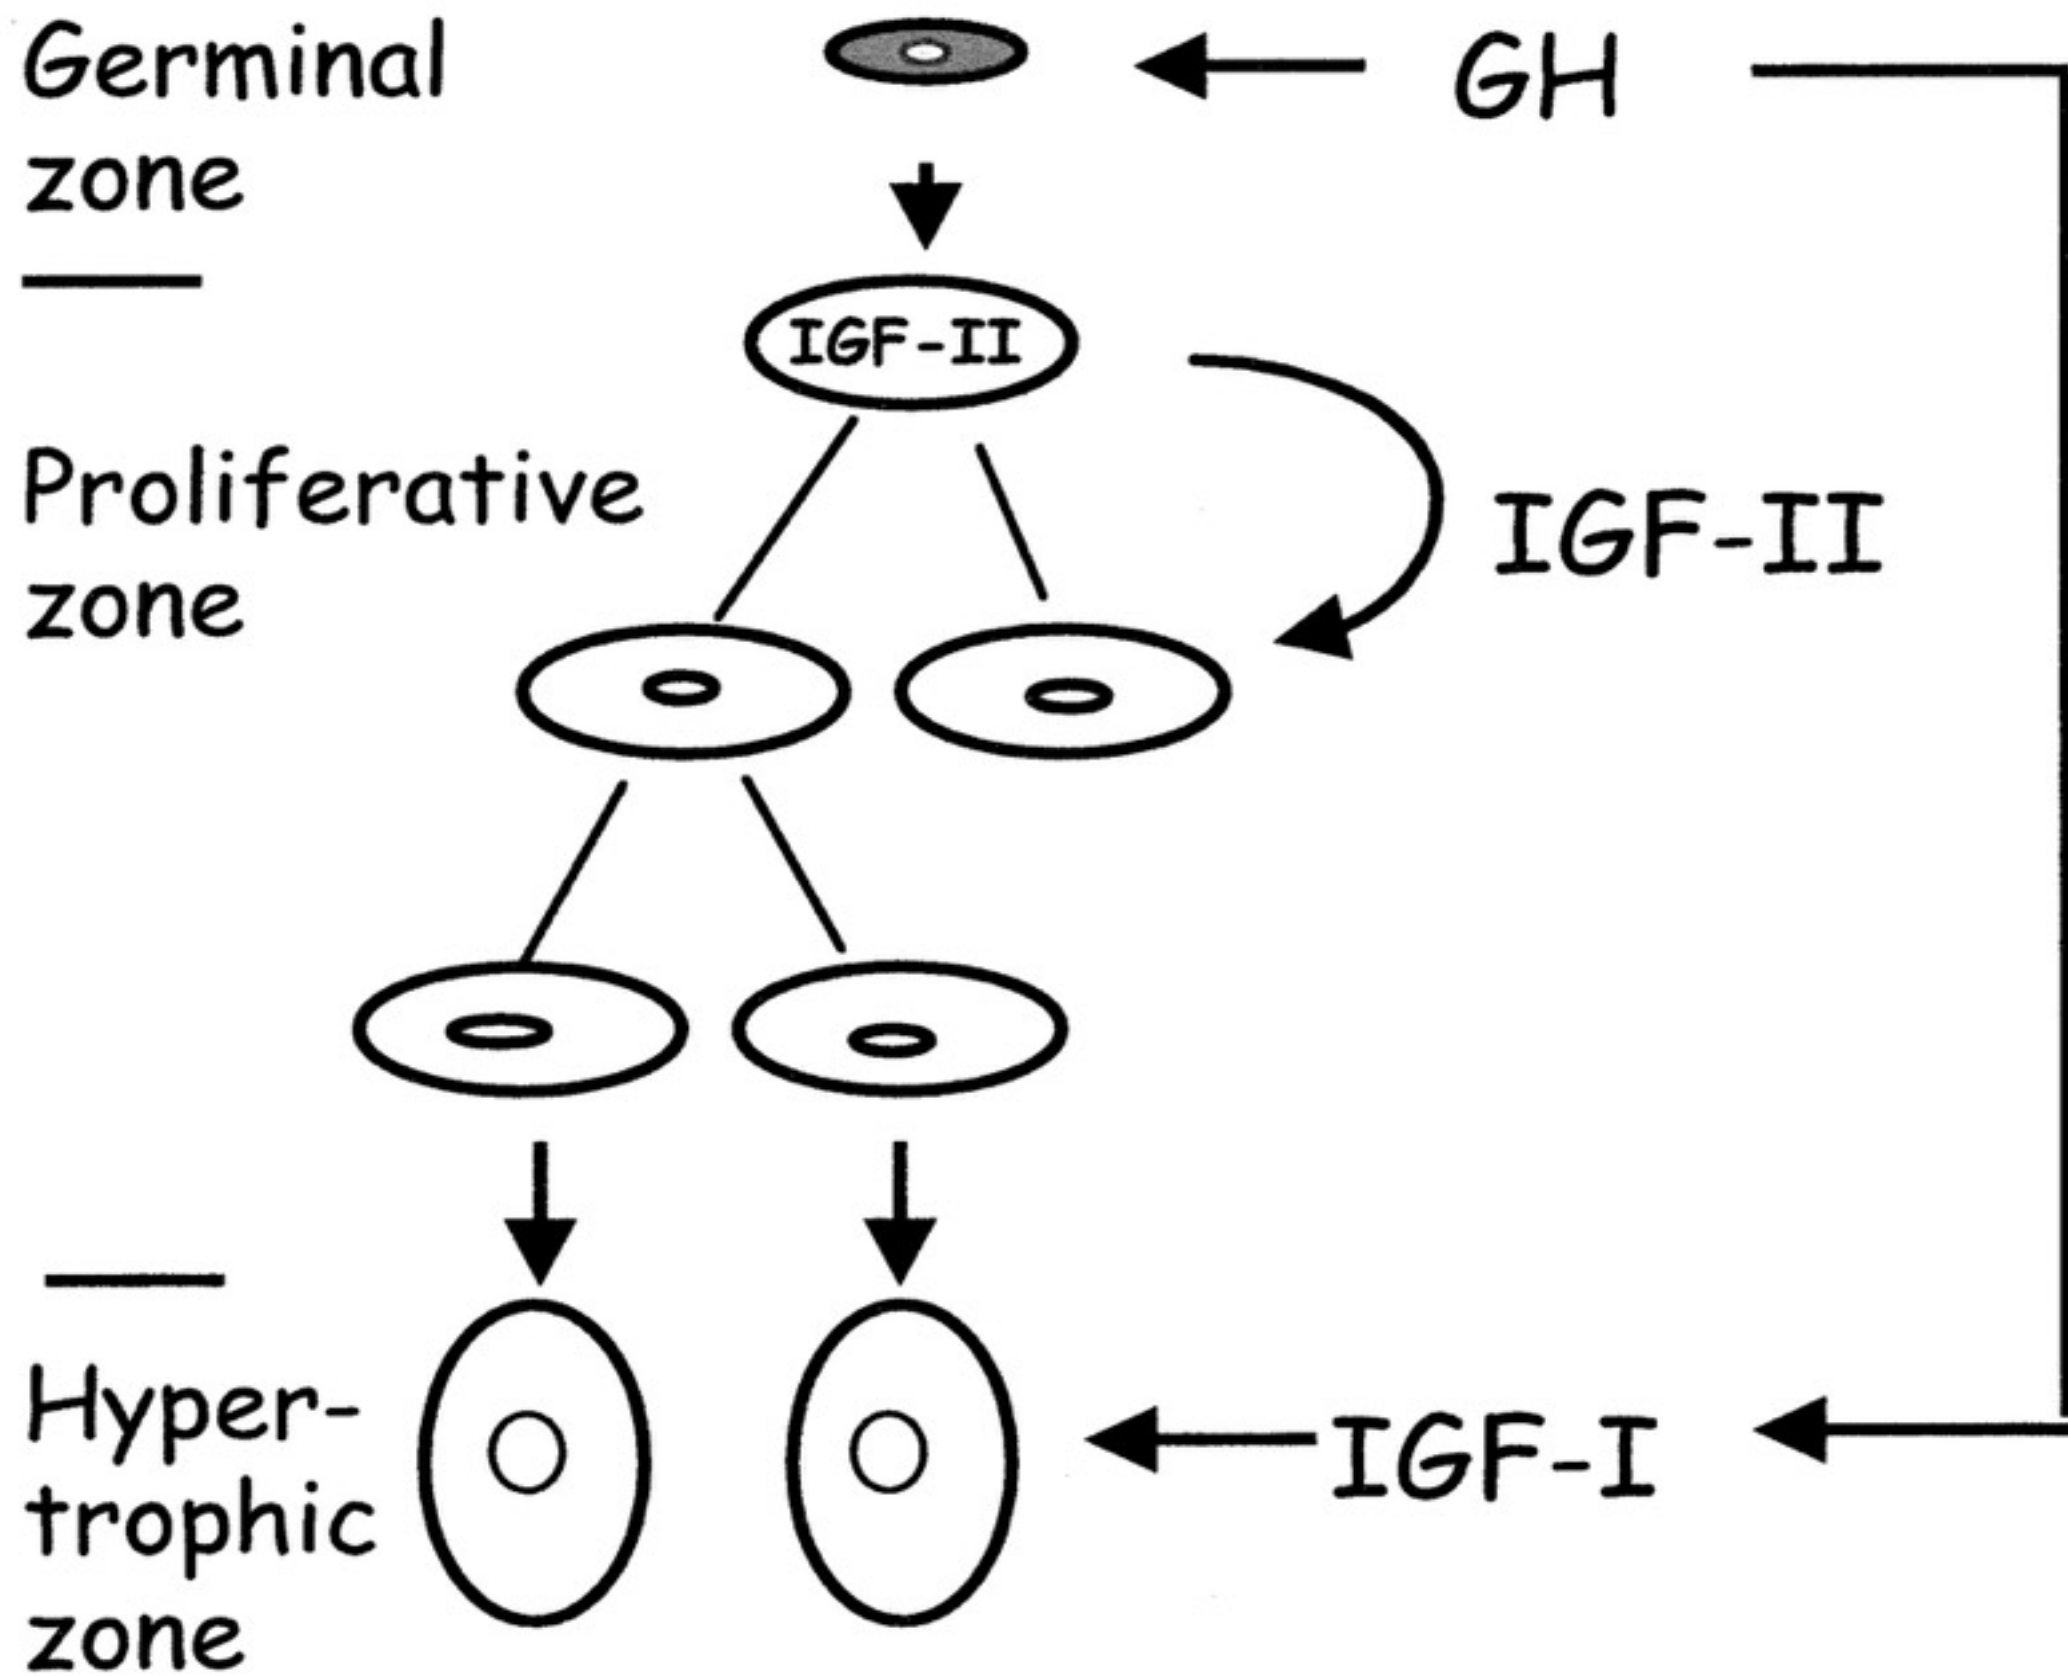 Germinal
zone
GH
IGF-II
Proliferative
zone
IGF-II
Hyper-
trophic
zone
IGF-I